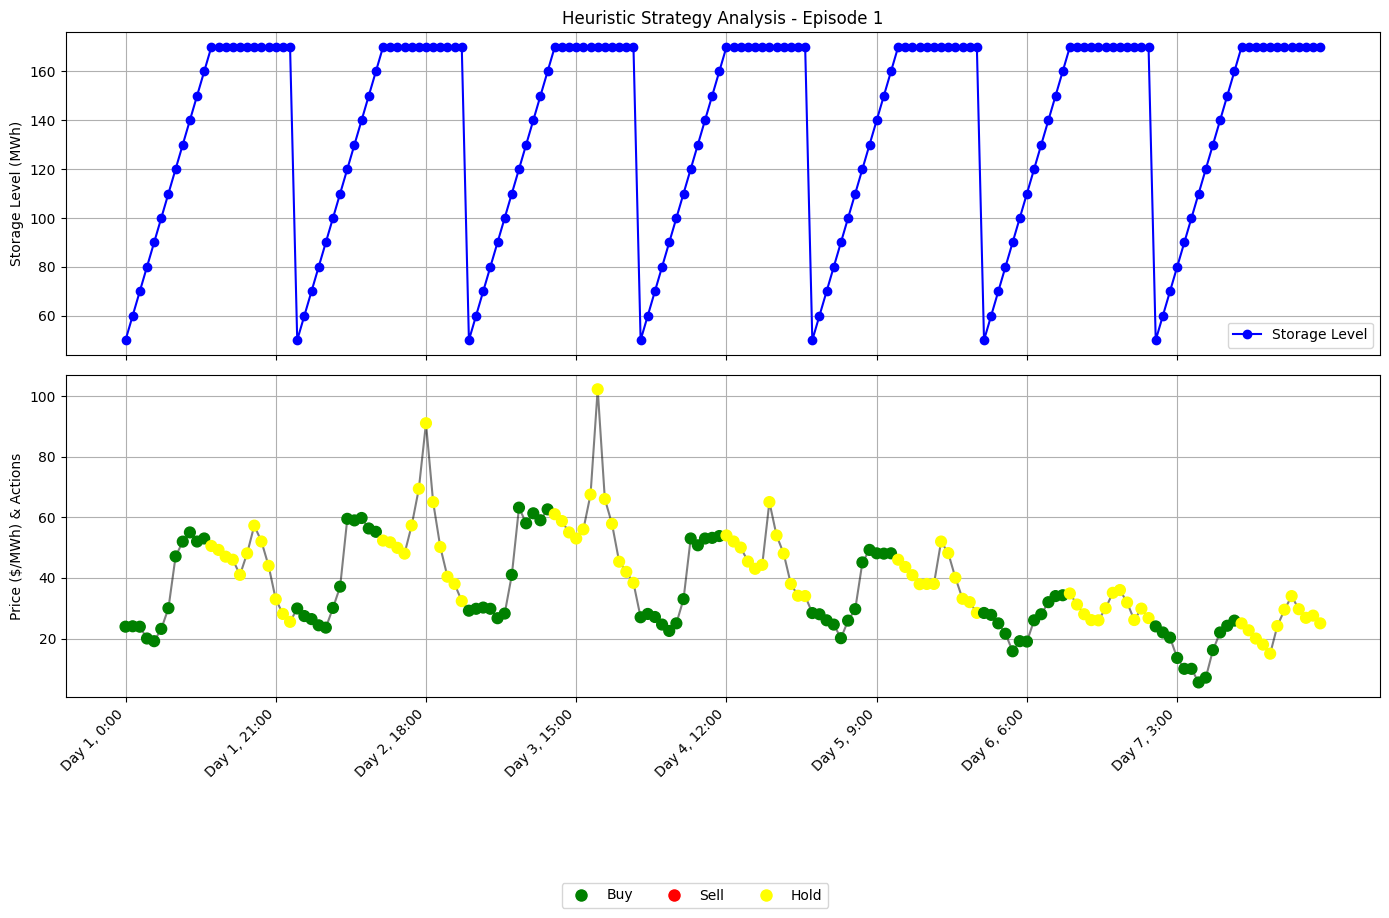 Heuristic Strategy Analysis - Episode 1
Storage Level (MWh)
160
140
120
100
80
60
Storage Level
Price ($/MWh) & Actions
100
80
60
40
20
Day 1, 0:00
Day 1, 21:00
Day 2, 18:00
Day 3, 15:00
Day 4, 12:00
Day 5, 9:00
Day 6, 6:00
Day 7, 3:00
Buy Sell Hold